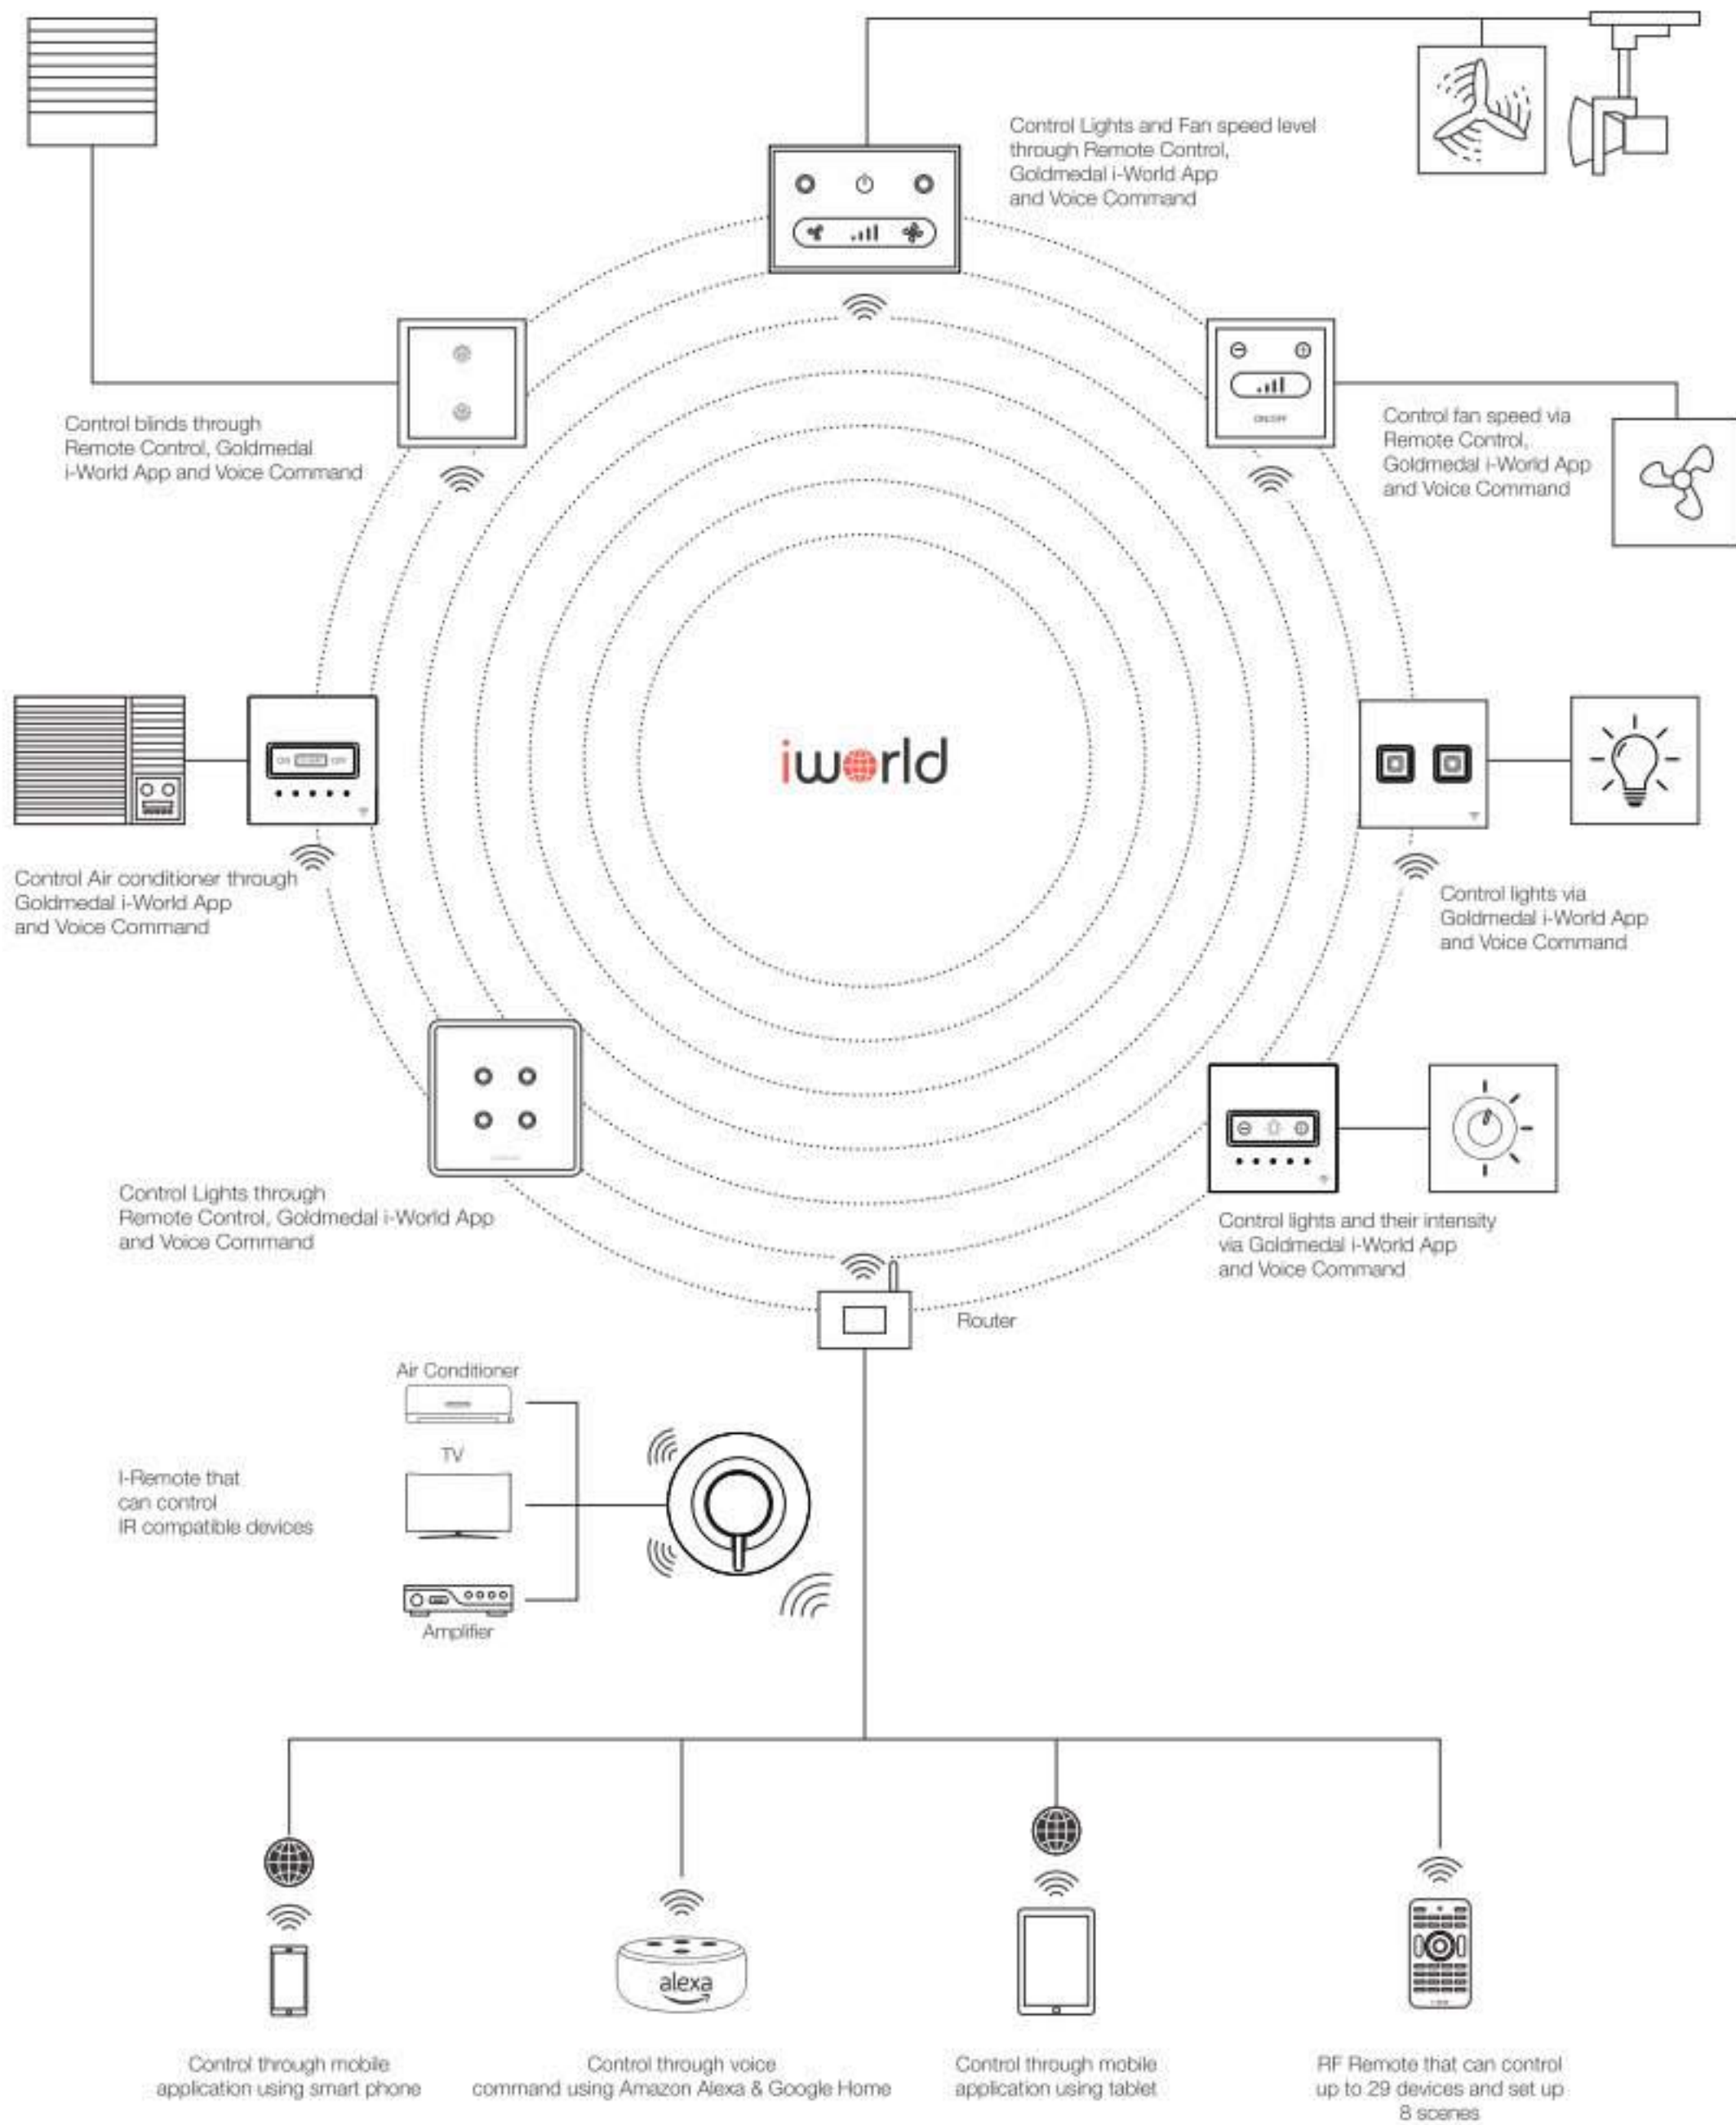 Control Lights and Fan speed level
through Remote Control,
Goldmedal i-World App
and Voice Command
Control blinds through
Remote Control, Goldmedal
i-World App and Voice Command
ON/OFF
Control fan speed via
Remote Control,
Goldmedal i-World App
and Voice Command
iworld
ON
OFF
Control Air conditioner through
Goldmedal i-World App
and Voice Command
Control lights via
Goldmedal i-World App
and Voice Command
Control Lights through
Remote Control, Goldmedal i-World App
and Voice Command
Control lights and their intensity
via Goldmedal i-World App
and Voice Command
Router
Air Conditioner
TV
I-Remote that
can control
IR compatible devices
Amplifier
alexa
Control through mobile
application using smart phone
Control through voice
command using Amazon Alexa & Google Home
Control through mobile
application using tablet
RF Remote that can control
up to 29 devices and set up
8 scenes